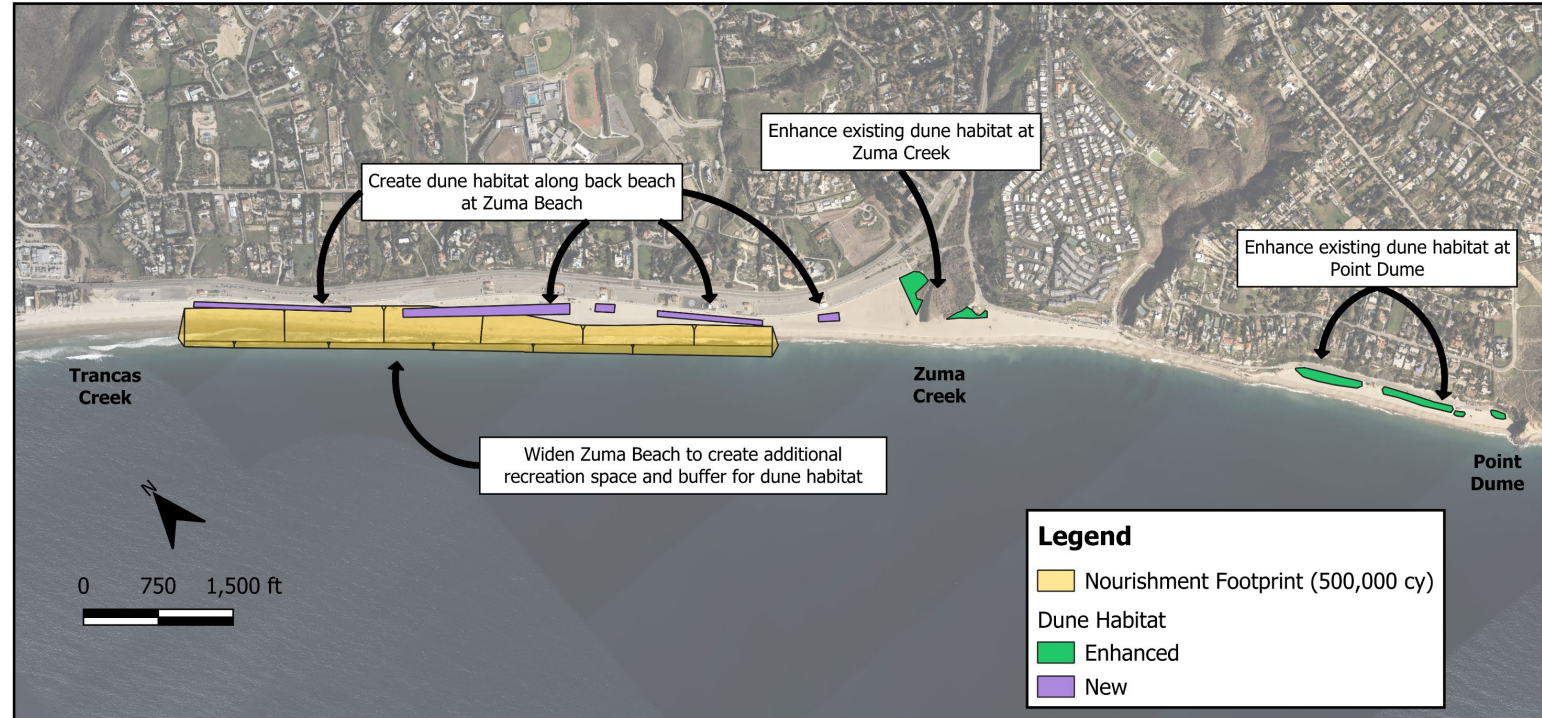 Enhance existing dune habitat at
Zuma Creek
Create dune habitat along back beach
at Zuma Beach
Enhance existing dune habitat at
Point Dume
Trancas
Creek
Zuma
Creek
Widen Zuma Beach to create additional
recreation space and buffer for dune habitat
Point
Dume
N
0 750 1,500 ft
Legend
Nourishment Footprint (500,000 cy)
Dune Habitat
Enhanced
New